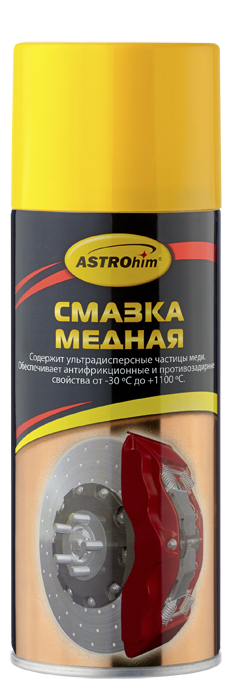 ASTROhim®
СМАЗКА
МЕДНАЯ
Содержит ультрадисперсные частицы меди.
Обеспечивает антифрикционные и противозадирные
свойства от -30 °С до +1100 °С.